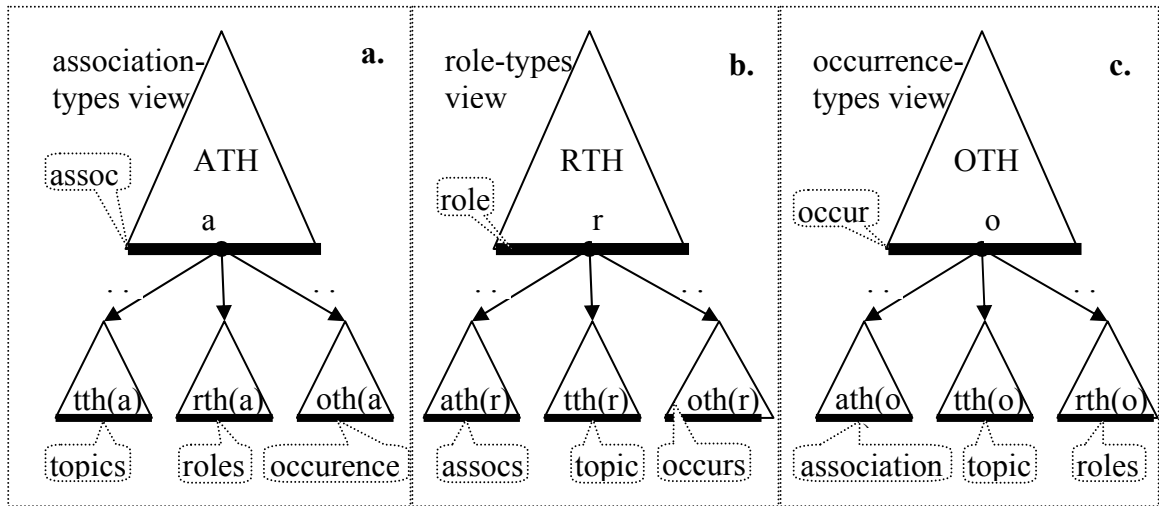 association-
types view
a.
ATH
assoc
a
tth(a)
rth(a)
oth(a
topics
roles
occurence
role-types
view
b.
RTH
role
r
ath(r)
tth(r)
oth(r)
assocs
topic
occurs
occurrence-
types view
c.
OTH
occur
o
ath(o
tth(o)
rth(o)
association
topic
roles